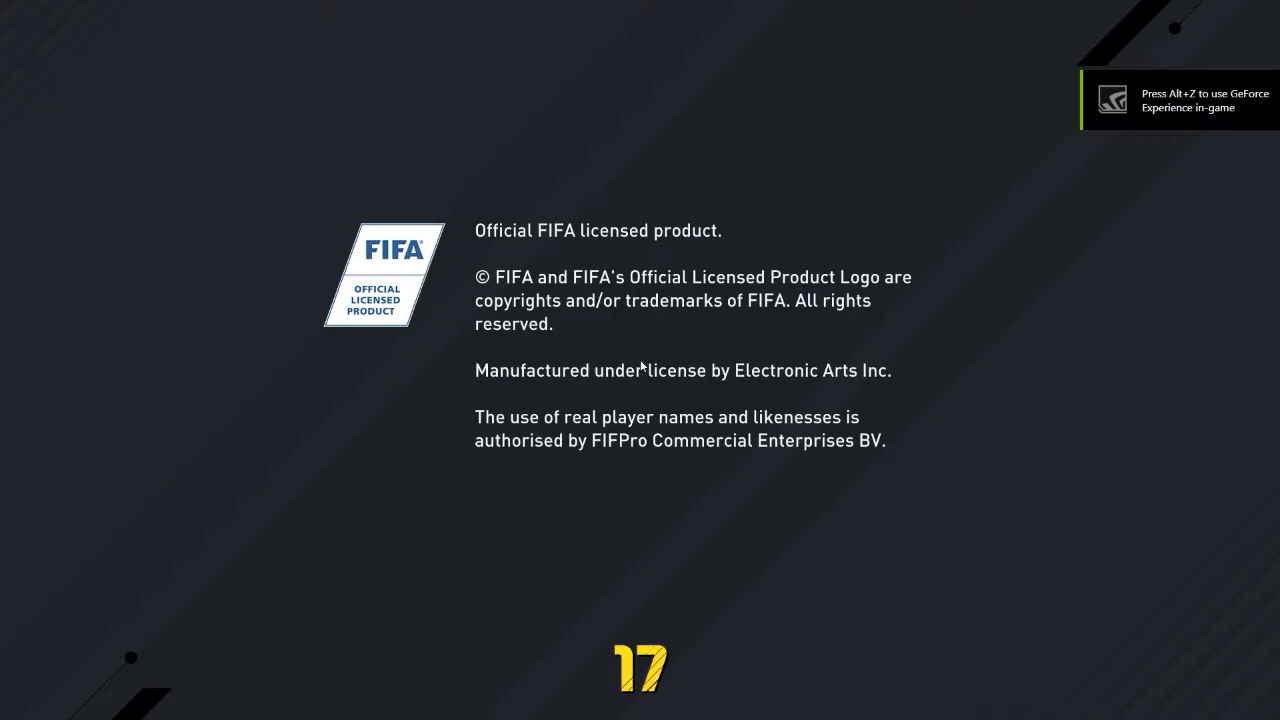 Press Alt+Z to use GeForce
Experience in-game
FIFA®
OFFICIAL
LICENSED
PRODUCT
Official FIFA licensed product.
© FIFA and FIFA's Official Licensed Product Logo are
copyrights and/or trademarks of FIFA. All rights
reserved.
Manufactured under license by Electronic Arts Inc.
The use of real player names and likenesses is
authorised by FIFPro Commercial Enterprises BV.
17